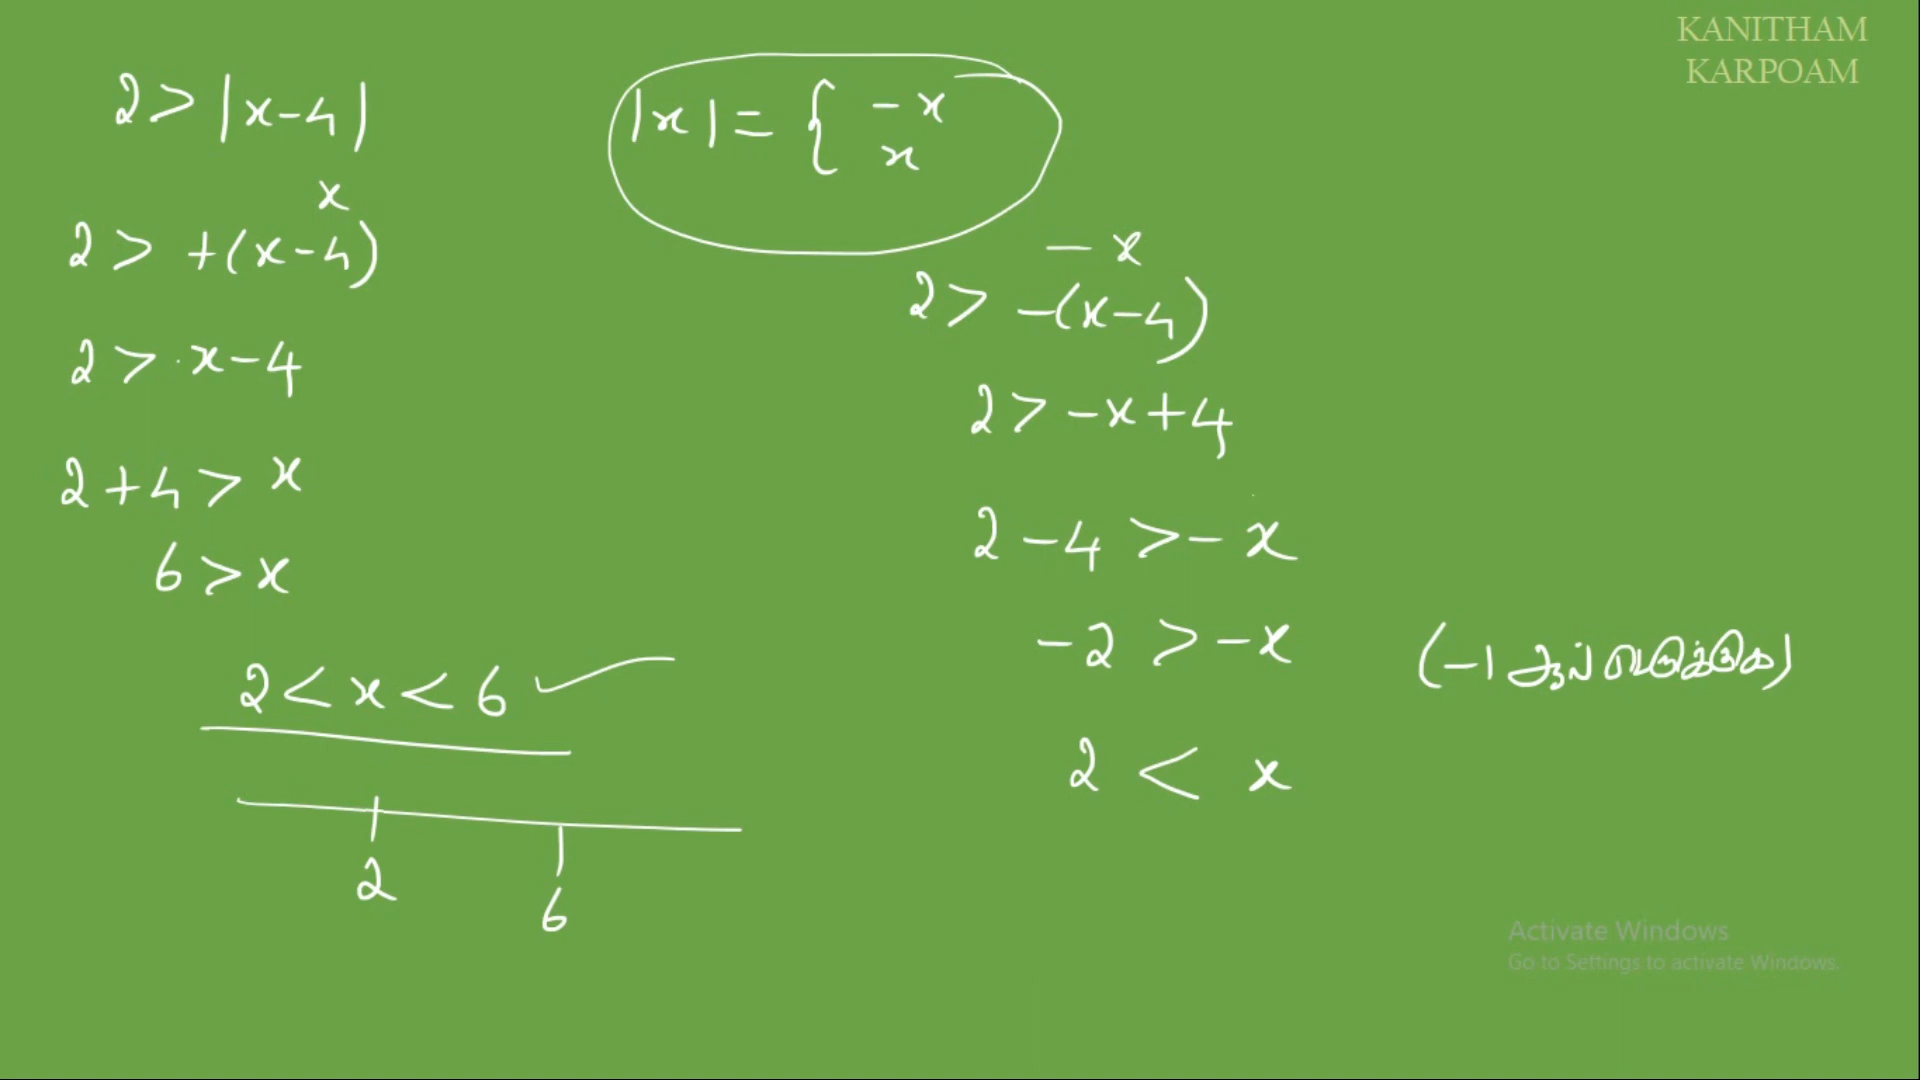 KANITHAM
KARPOAM
2 > |x-4|
|x| = { -x
x
x
2 > +(x-4)
2 > x-4
2+4 > x
6 > x
2 < x < 6
2
6
-x
2 > -(x-4)
2 > -x+4
2-4 > -x
-2 > -x (-1 ஆல் பெருக்குக)
2 < x
Activate Windows
Go to Settings to activate Windows.